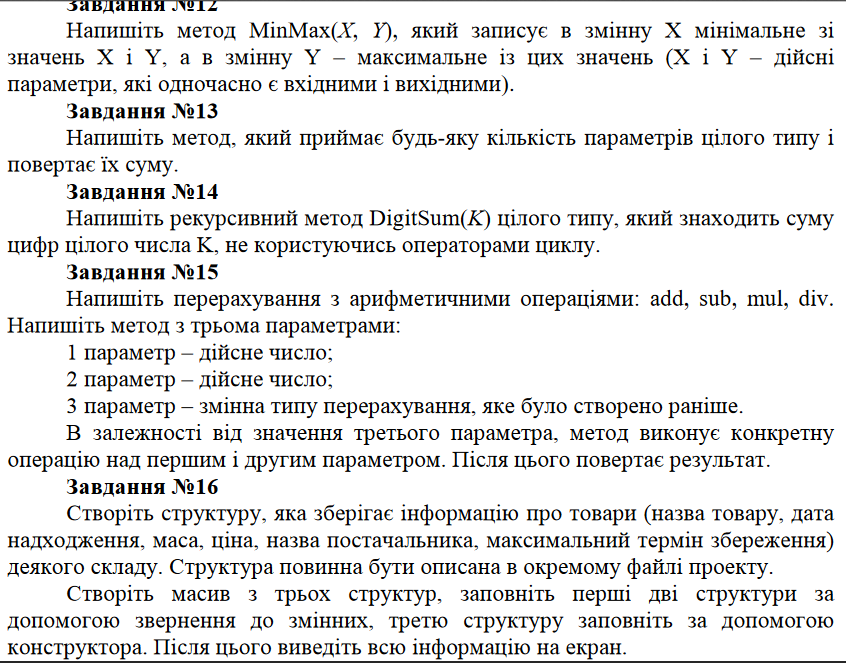 Завдання №12
Напишіть метод MinMax(X, Y), який записує в змінну X мінімальне зі
значень X і Y, а в змінну Y – максимальне із цих значень (X і Y – дійсні
параметри, які одночасно є вхідними і вихідними).
Завдання №13
Напишіть метод, який приймає будь-яку кількість параметрів цілого типу і
повертає їх суму.
Завдання №14
Напишіть рекурсивний метод DigitSum(K) цілого типу, який знаходить суму
цифр цілого числа K, не користуючись операторами циклу.
Завдання №15
Напишіть перерахування з арифметичними операціями: add, sub, mul, div.
Напишіть метод з трьома параметрами:
1 параметр – дійсне число;
2 параметр – дійсне число;
3 параметр – змінна типу перерахування, яке було створено раніше.
В залежності від значення третього параметра, метод виконує конкретну
операцію над першим і другим параметром. Після цього повертає результат.
Завдання №16
Створіть структуру, яка зберігає інформацію про товари (назва товару, дата
надходження, маса, ціна, назва постачальника, максимальний термін збереження)
деякого складу. Структура повинна бути описана в окремому файлі проекту.
Створіть масив з трьох структур, заповніть перші дві структури за
допомогою звернення до змінних, третю структуру заповніть за допомогою
конструктора. Після цього виведіть всю інформацію на екран.